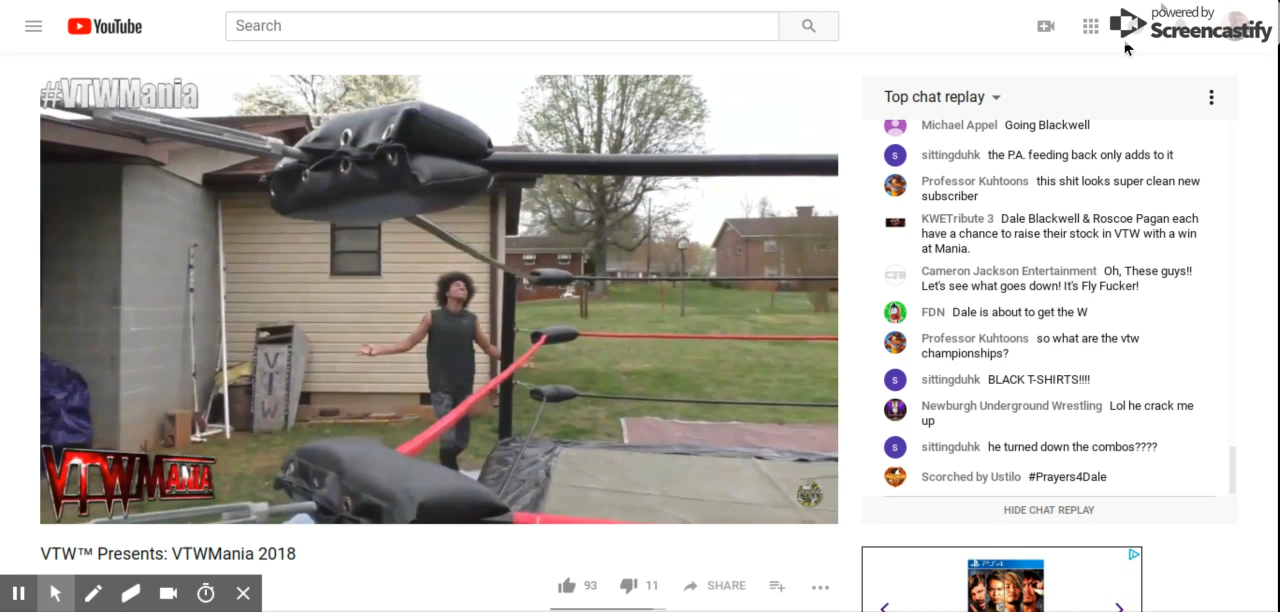 YouTube
Search
powered by
Screencastify
#VTWMania
VTW
VTWMANIA
VTW™ Presents: VTWMania 2018
93
11
SHARE
Top chat replay
Michael Appel Going Blackwell
S sittingduhk the P.A. feeding back only adds to it
Professor Kuhtoons this shit looks super clean new
subscriber
KWETribute 3 Dale Blackwell & Roscoe Pagan each
have a chance to raise their stock in VTW with a win
at Mania.
Cameron Jackson Entertainment Oh, These guys!!
Let's see what goes down! It's Fly Fucker!
FDN Dale is about to get the W
Professor Kuhtoons so what are the vtw
championships?
S sittingduhk BLACK T-SHIRTS!!!!
Newburgh Underground Wrestling Lol he crack me
up
S sittingduhk he turned down the combos????
Scorched by Ustilo #Prayers4Dale
HIDE CHAT REPLAY
PS4